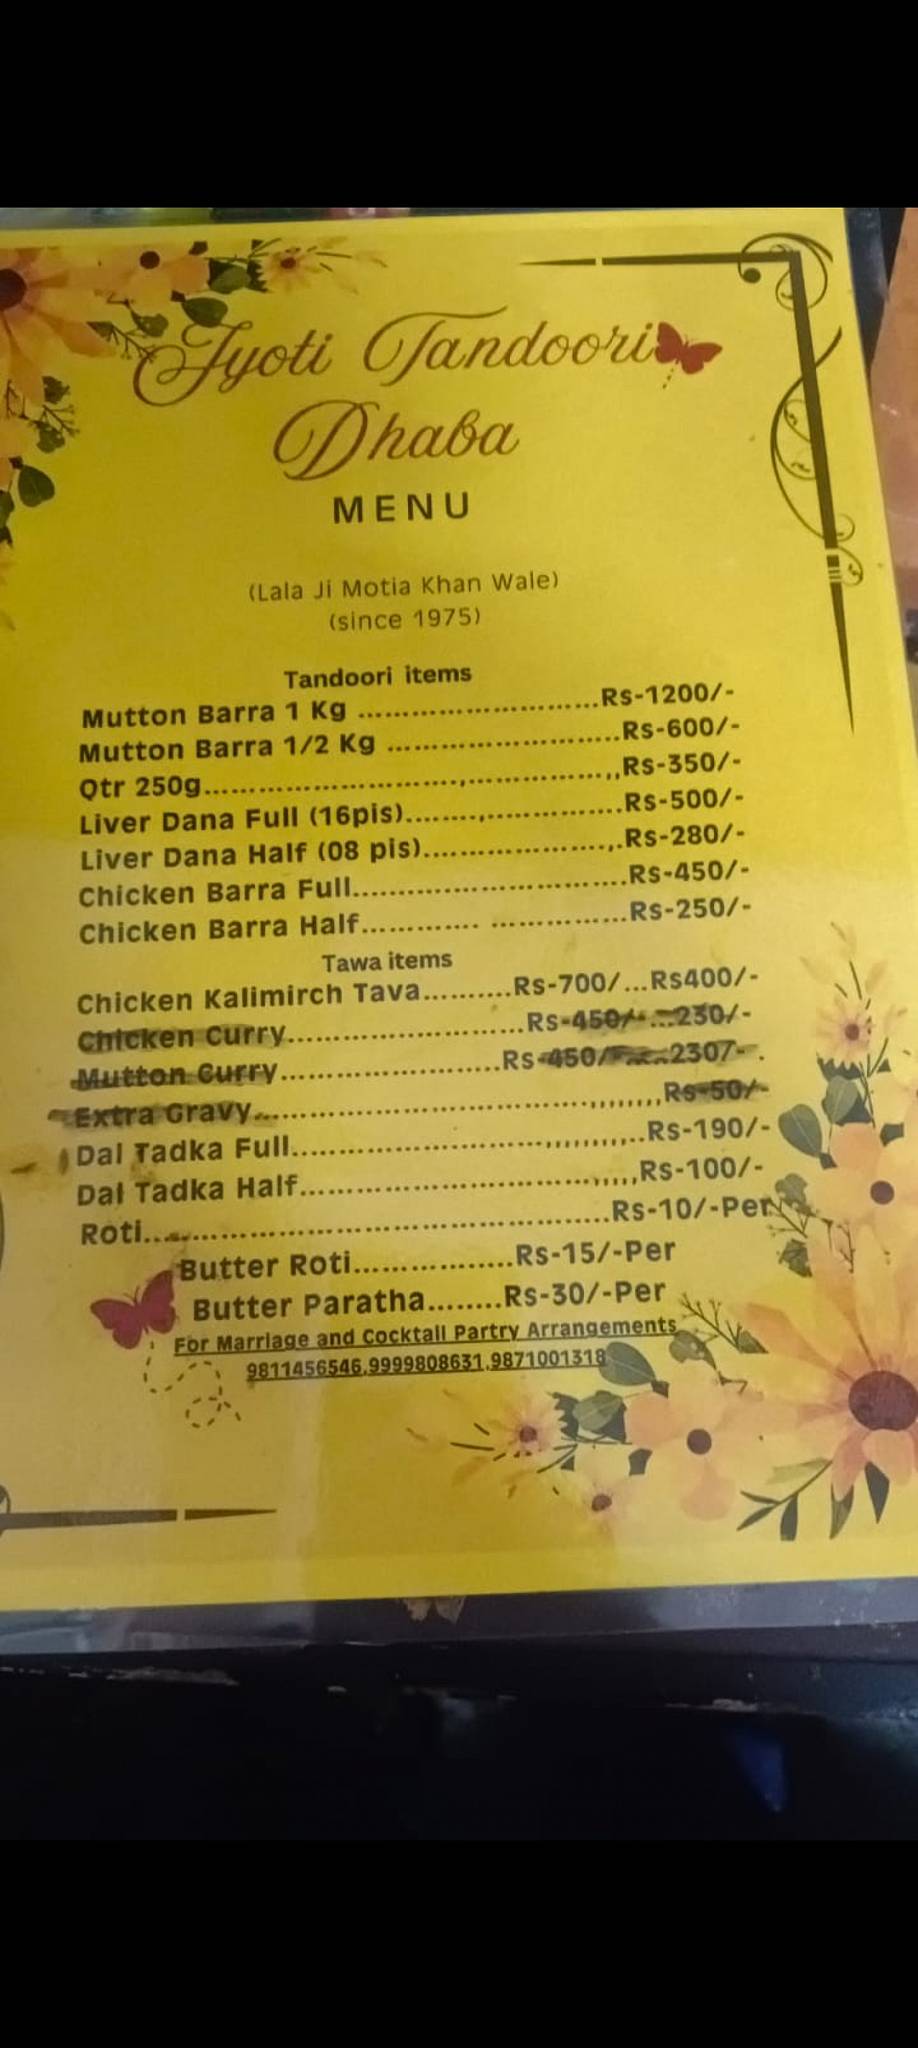 Jyoti Tandoori
Dhaba
MENU
(Lala Ji Motia Khan Wale)
(since 1975)
Tandoori items
Mutton Barra 1 Kg ..............................Rs-1200/-
Mutton Barra 1/2 Kg .............................Rs-600/-
Qtr 250g...............................,..................,,Rs-350/-
Liver Dana Full (16pis)........,.................Rs-500/-
Liver Dana Half (08 pis)......................,.Rs-280/-
Chicken Barra Full..................................Rs-450/-
Chicken Barra Half............. .................Rs-250/-
Tawa items
Chicken Kalimirch Tava..........Rs-700/...Rs400/-
Chicken Curry.............................Rs-450/-...230/-
Mutton Curry...........................Rs-450/-....230/- .
Extra Gravy.........................................,,,,,,,,Rs-50/-
Dal Tadka Full...............................,,,,,,,,,,..Rs-190/-
Dal Tadka Half....................................,,,,,Rs-100/-
Roti.........................................................Rs-10/-Per
Butter Roti.................Rs-15/-Per
Butter Paratha........Rs-30/-Per
For Marriage and Cocktail Partry Arrangements
9811456546,9999808631,9871001318